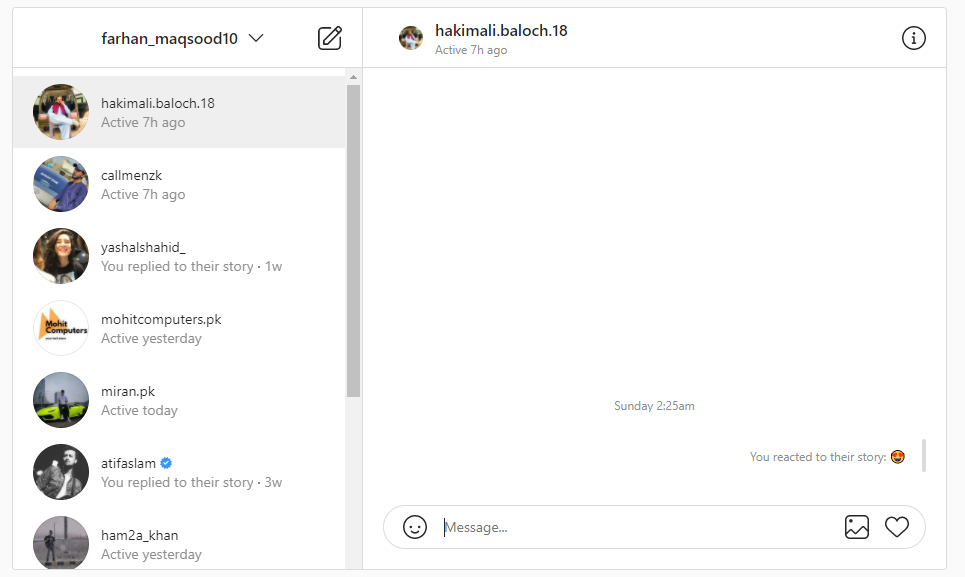 farhan_maqsood10
hakimali.baloch.18
Active 7h ago
callmenzk
Active 7h ago
yashalshahid_
You replied to their story · 1w
Mohit
Computers
mohitcomputers.pk
Active yesterday
miran.pk
Active today
atifaslam
You replied to their story · 3w
ham2a_khan
Active yesterday
hakimali.baloch.18
Active 7h ago
Sunday 2:25am
You reacted to their story: 😍
Message...